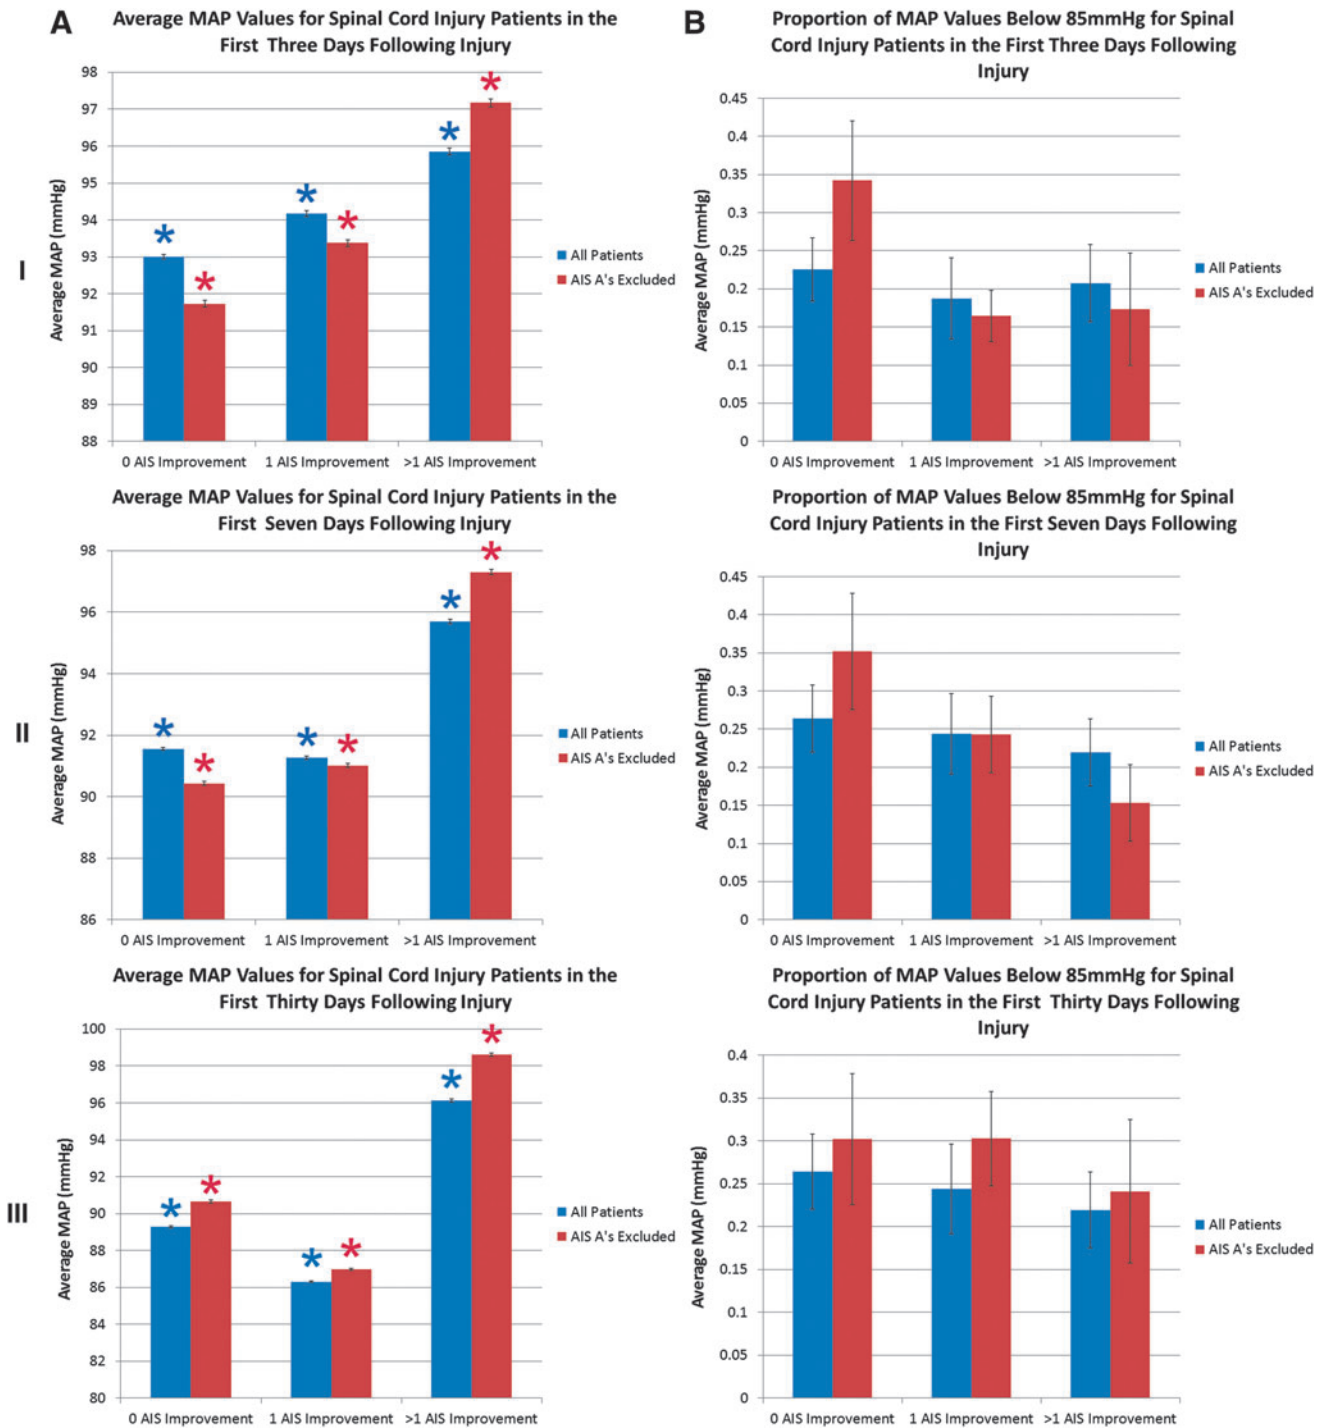 A
Average MAP Values for Spinal Cord Injury Patients in the
First Three Days Following Injury
98
97
96
95
94
93
92
91
90
89
88
Average MAP (mmHg)
*
*
*
*
*
*
All Patients
AIS A's Excluded
0 AIS Improvement
1 AIS Improvement
>1 AIS Improvement
I
B
Proportion of MAP Values Below 85mmHg for Spinal
Cord Injury Patients in the First Three Days Following
Injury
0.45
0.4
0.35
0.3
0.25
0.2
0.15
0.1
0.05
0
Average MAP (mmHg)
All Patients
AIS A's Excluded
0 AIS Improvement
1 AIS Improvement
>1 AIS Improvement
Average MAP Values for Spinal Cord Injury Patients in the
First Seven Days Following Injury
98
96
94
92
90
88
86
Average MAP (mmHg)
*
*
*
*
*
*
All Patients
AIS A's Excluded
0 AIS Improvement
1 AIS Improvement
>1 AIS Improvement
II
Proportion of MAP Values Below 85mmHg for Spinal
Cord Injury Patients in the First Seven Days Following
Injury
0.45
0.4
0.35
0.3
0.25
0.2
0.15
0.1
0.05
0
Average MAP (mmHg)
All Patients
AIS A's Excluded
0 AIS Improvement
1 AIS Improvement
>1 AIS Improvement
Average MAP Values for Spinal Cord Injury Patients in the
First Thirty Days Following Injury
100
98
96
94
92
90
88
86
84
82
80
Average MAP (mmHg)
*
*
*
*
*
*
All Patients
AIS A's Excluded
0 AIS Improvement
1 AIS Improvement
>1 AIS Improvement
III
Proportion of MAP Values Below 85mmHg for Spinal
Cord Injury Patients in the First Thirty Days Following
Injury
0.4
0.35
0.3
0.25
0.2
0.15
0.1
0.05
0
Average MAP (mmHg)
All Patients
AIS A's Excluded
0 AIS Improvement
1 AIS Improvement
>1 AIS Improvement